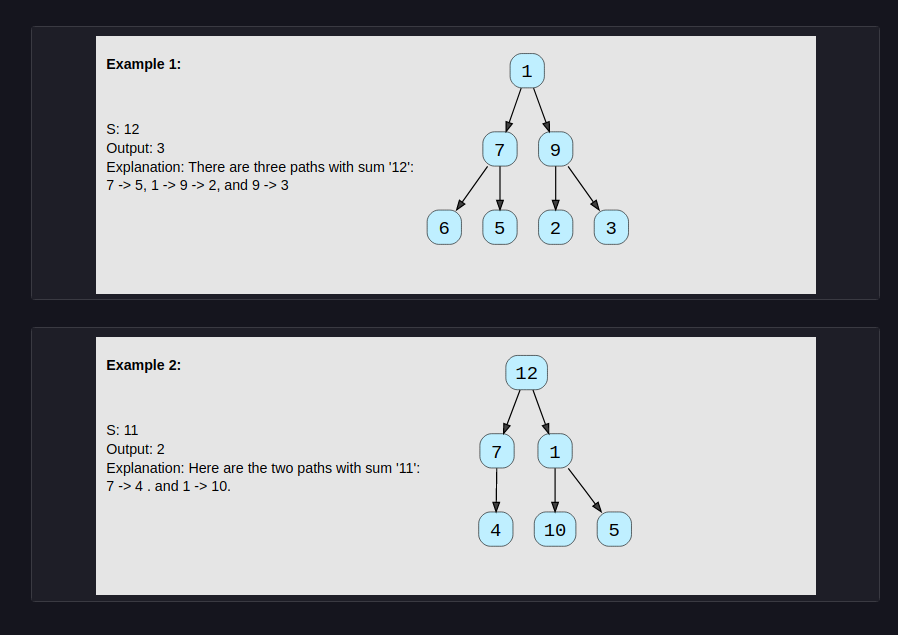 Example 1:
S: 12
Output: 3
Explanation: There are three paths with sum '12':
7 -> 5, 1 -> 9 -> 2, and 9 -> 3
1
7 9
6 5 2 3
Example 2:
S: 11
Output: 2
Explanation: Here are the two paths with sum '11':
7 -> 4 . and 1 -> 10.
12
7 1
4 10 5